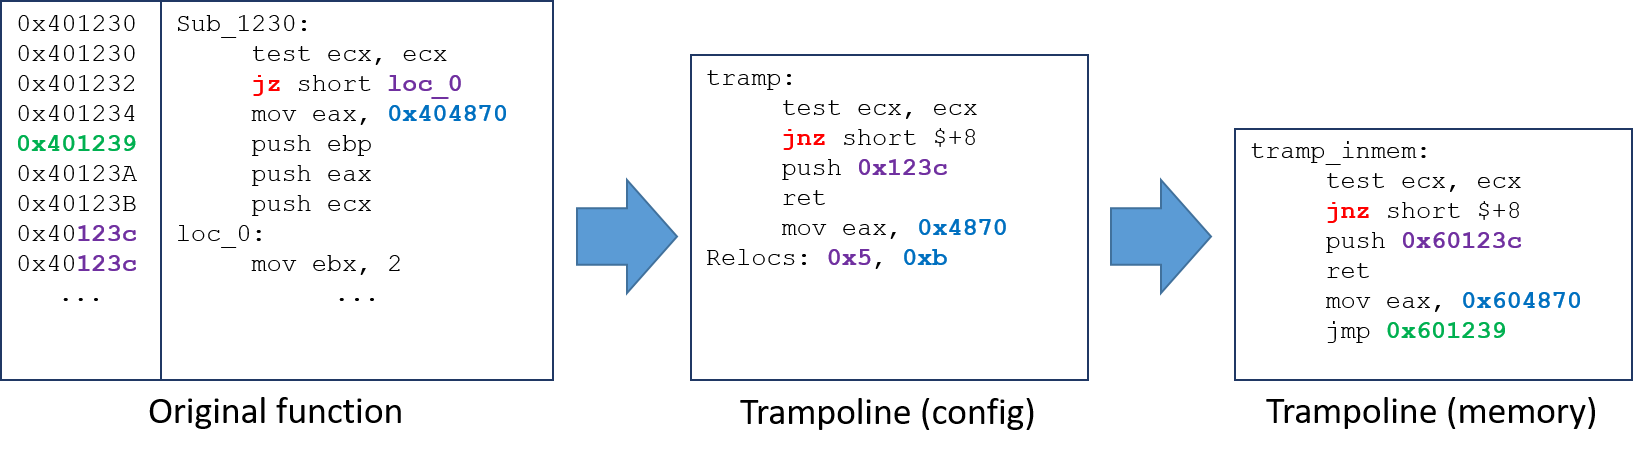 0x401230 Sub_1230:
0x401230 test ecx, ecx
0x401232 jz short loc_0
0x401234 mov eax, 0x404870
0x401239 push ebp
0x40123A push eax
0x40123B push ecx
0x40123c loc_0:
0x40123c mov ebx, 2
... ...
Original function
tramp:
test ecx, ecx
jnz short $+8
push 0x123c
ret
mov eax, 0x4870
Relocs: 0x5, 0xb
Trampoline (config)
tramp_inmem:
test ecx, ecx
jnz short $+8
push 0x60123c
ret
mov eax, 0x604870
jmp 0x601239
Trampoline (memory)